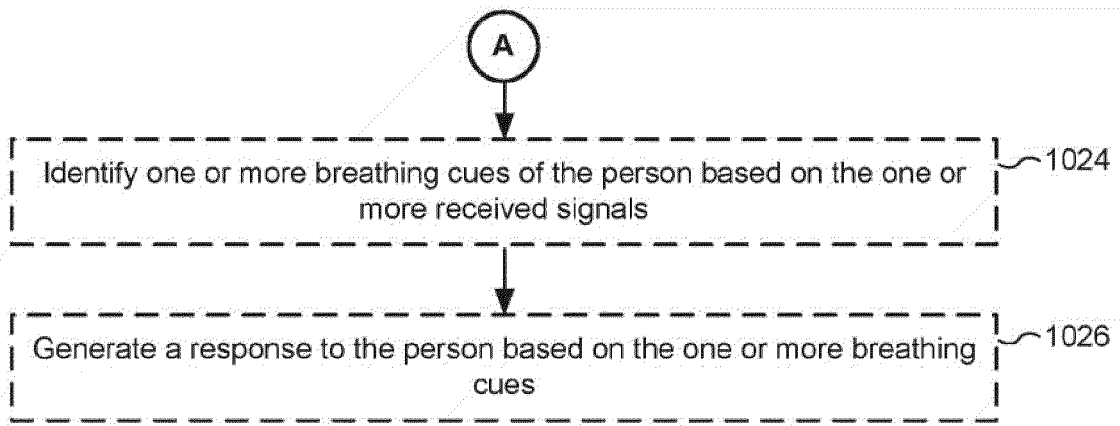 A
Identify one or more breathing cues of the person based on the one or
more received signals
1024
Generate a response to the person based on the one or more breathing
cues
1026